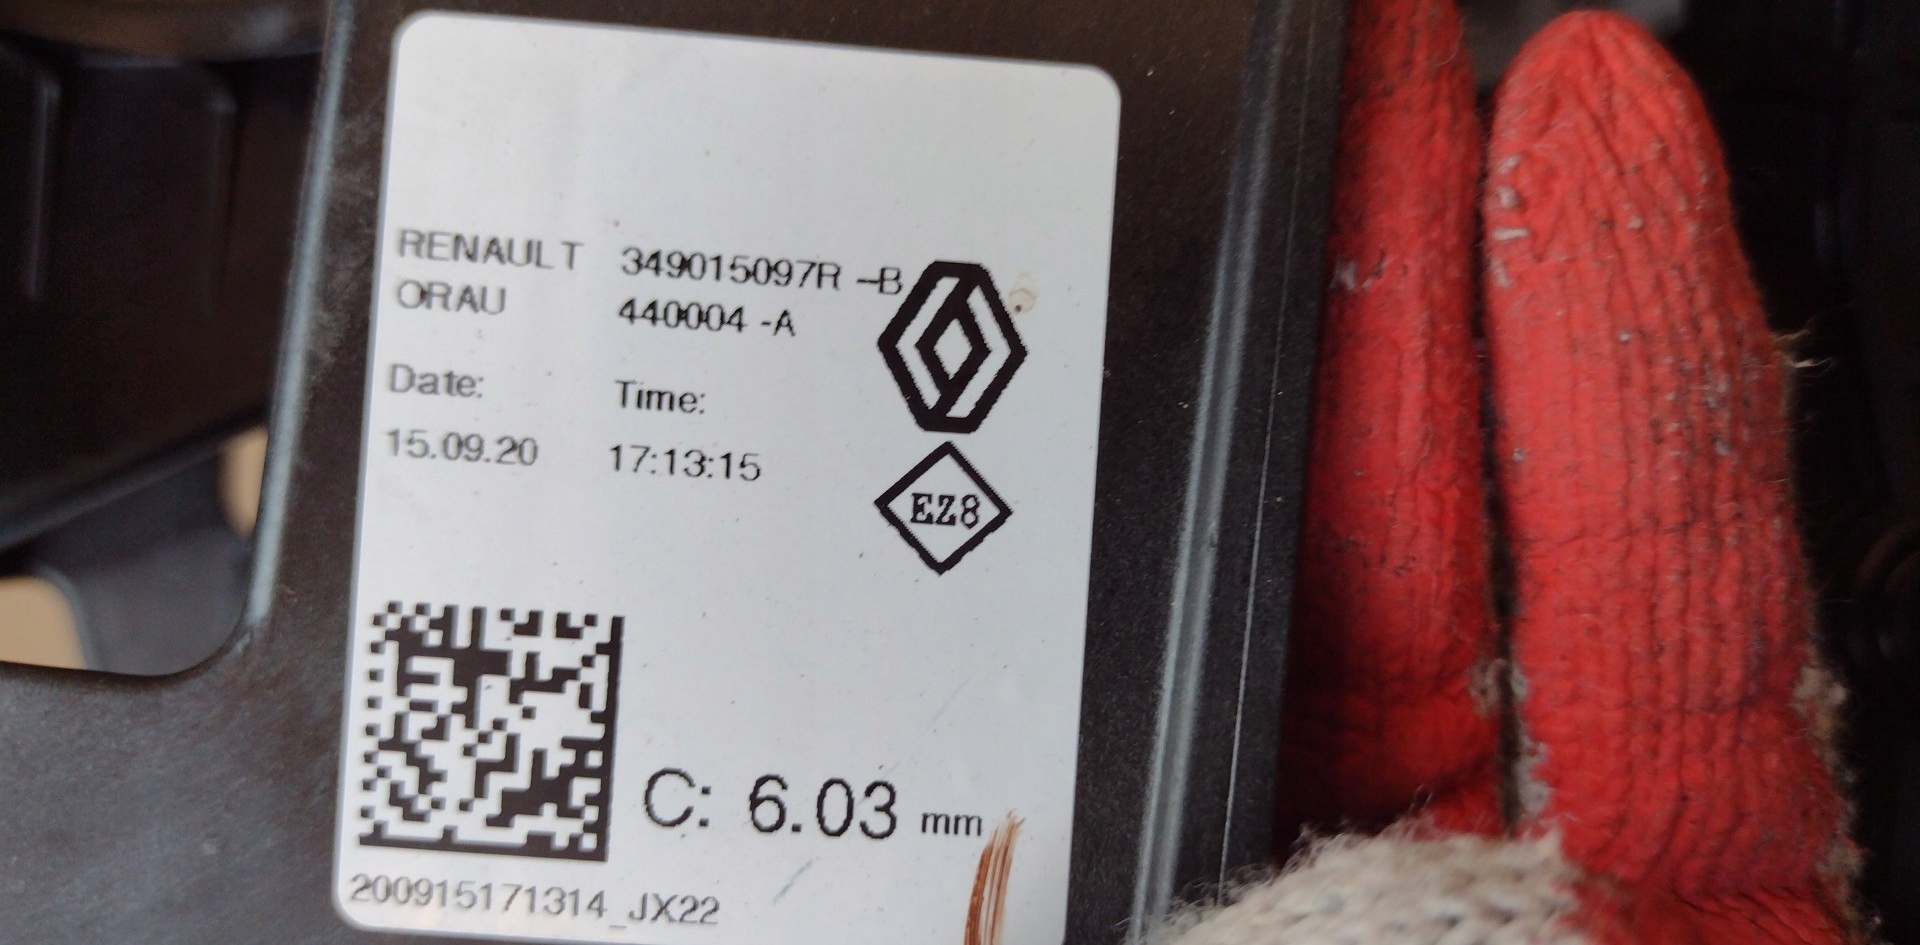 RENAULT 349015097R -B
ORAU 440004 -A
Date: Time:
15.09.20 17:13:15
EZ8
C: 6.03 mm
200915171314_JX22